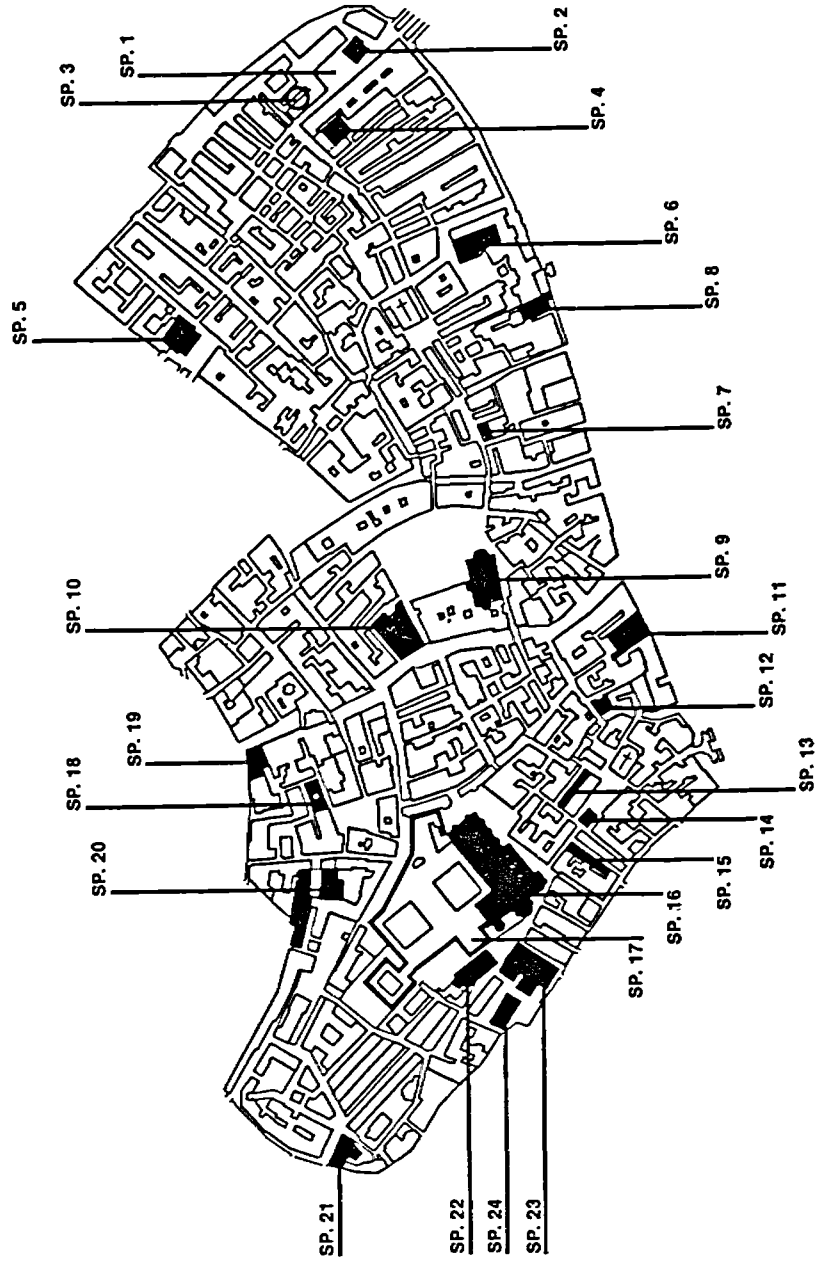 SP. 1
SP. 2
SP. 3
SP. 4
SP. 5
SP. 6
SP. 8
SP. 7
SP. 9
SP. 10
SP. 11
SP. 12
SP. 13
SP. 14
SP. 15
SP. 16
SP. 17
SP. 18
SP. 19
SP. 20
SP. 21
SP. 22
SP. 24
SP. 23